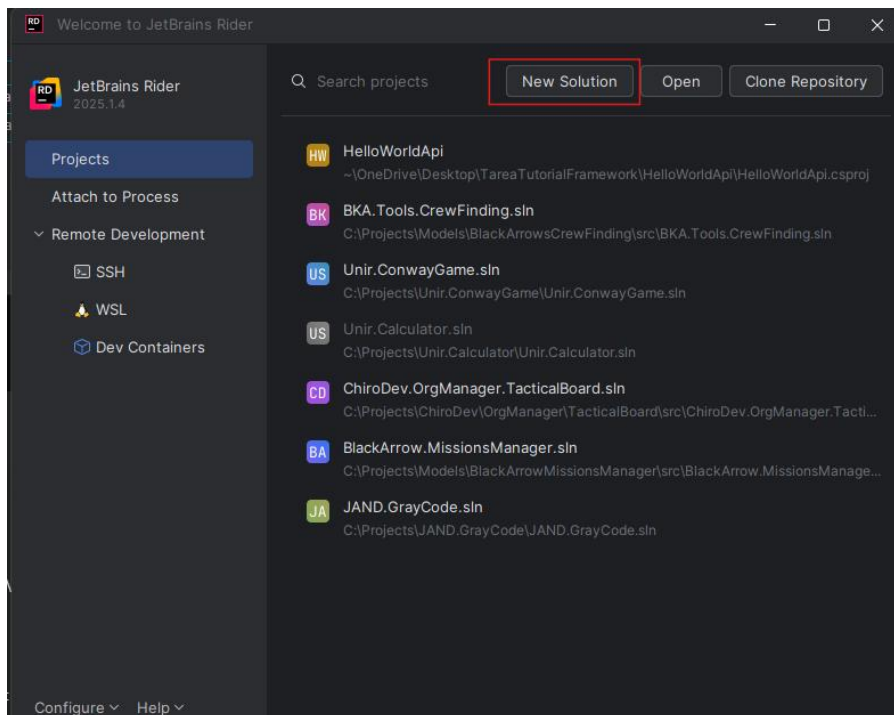 RD Welcome to JetBrains Rider
RD JetBrains Rider
2025.1.4
Search projects
New Solution
Open
Clone Repository
Projects
Attach to Process
Remote Development
SSH
WSL
Dev Containers
HW HelloWorldApi
~\OneDrive\Desktop\TareaTutorialFramework\HelloWorldApi\HelloWorldApi.csproj
BK BKA.Tools.CrewFinding.sln
C:\Projects\Models\BlackArrowsCrewFinding\src\BKA.Tools.CrewFinding.sln
US Unir.ConwayGame.sln
C:\Projects\Unir.ConwayGame\Unir.ConwayGame.sln
US Unir.Calculator.sln
C:\Projects\Unir.Calculator\Unir.Calculator.sln
CD ChiroDev.OrgManager.TacticalBoard.sln
C:\Projects\ChiroDev\OrgManager\TacticalBoard\src\ChiroDev.OrgManager.Tacti...
BA BlackArrow.MissionsManager.sln
C:\Projects\Models\BlackArrowMissionsManager\src\BlackArrow.MissionsManage...
JA JAND.GrayCode.sln
C:\Projects\JAND.GrayCode\JAND.GrayCode.sln
Configure
Help